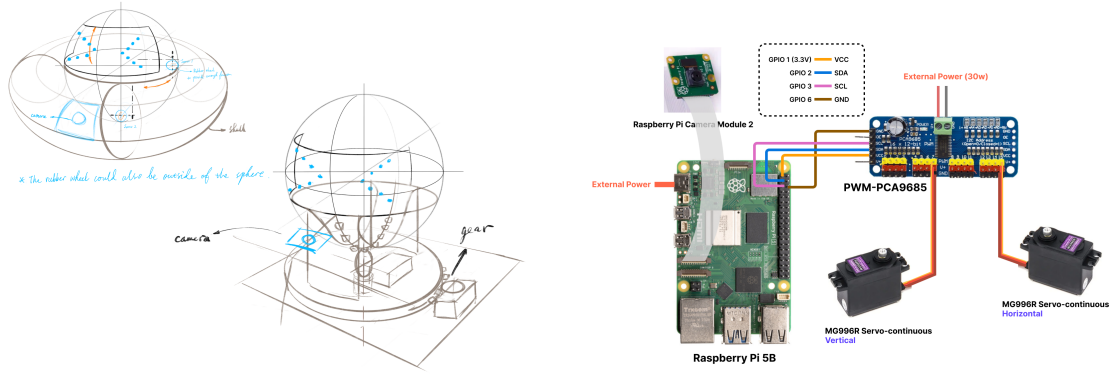 camera
shell
* The rubber wheel could also be outside of the sphere
camera
gear
Raspberry Pi Camera Module 2
GPIO 1 (3.3V) VCC
GPIO 2 SDA
GPIO 3 SCL
GPIO 6 GND
External Power (30w)
External Power
PWM-PCA9685
MG996R Servo-continuous
Vertical
MG996R Servo-continuous
Horizontal
Raspberry Pi 5B